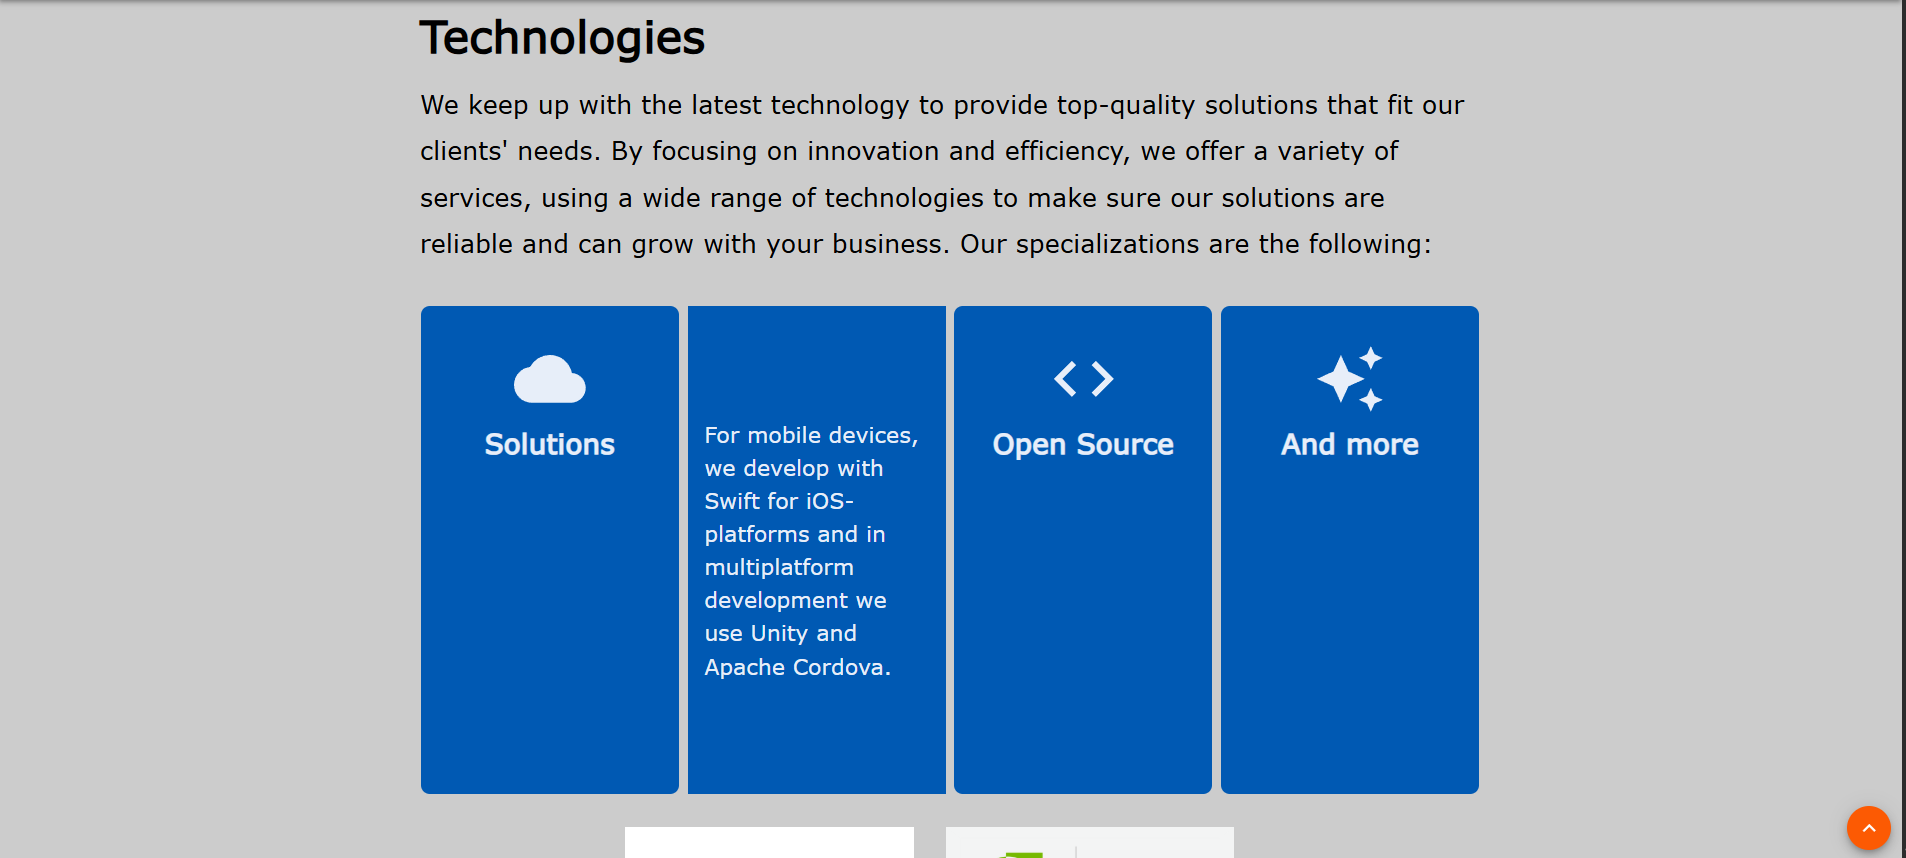 Technologies
We keep up with the latest technology to provide top-quality solutions that fit our
clients' needs. By focusing on innovation and efficiency, we offer a variety of
services, using a wide range of technologies to make sure our solutions are
reliable and can grow with your business. Our specializations are the following:
Solutions
For mobile devices,
we develop with
Swift for iOS-
platforms and in
multiplatform
development we
use Unity and
Apache Cordova.
Open Source
And more